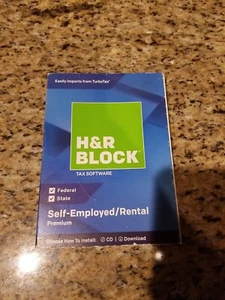 Easily Imports from TurboTax®
H&R
BLOCK®
TAX SOFTWARE
Federal
State
Self-Employed/Rental
Premium
Choose How To Install: CD | Download